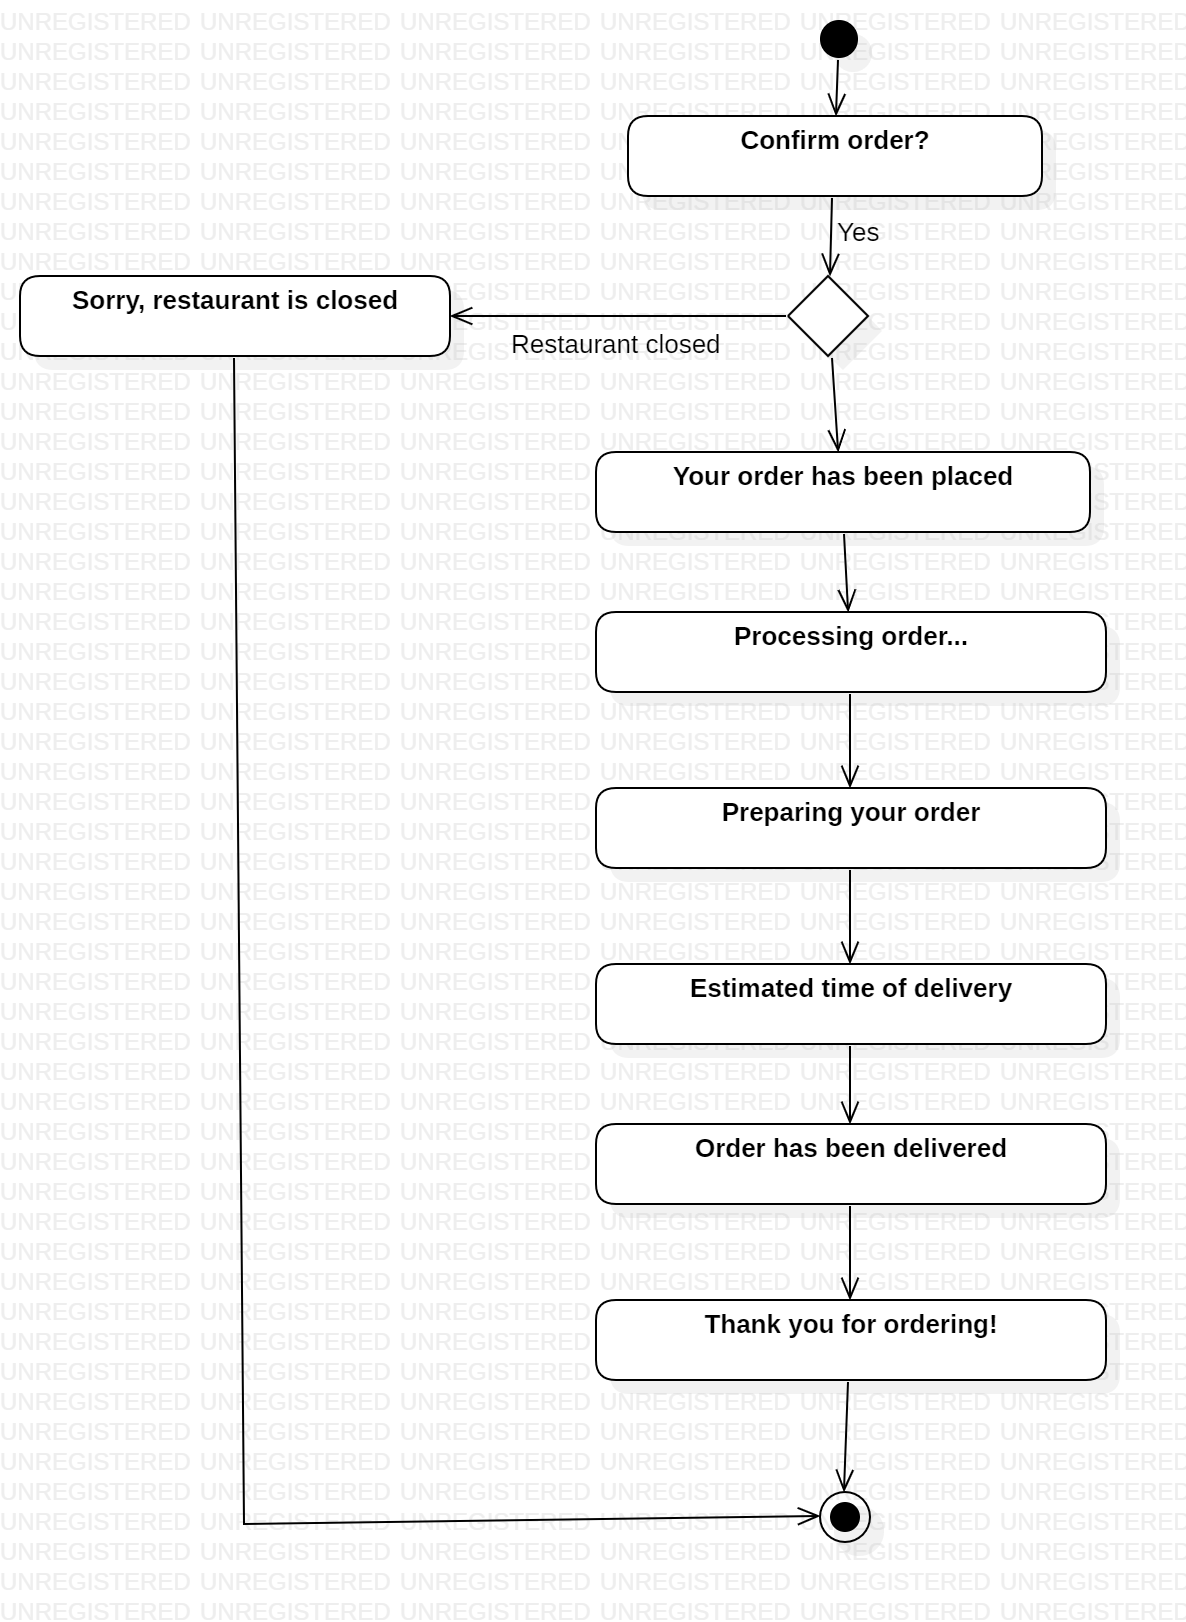 Confirm order?
Yes
Sorry, restaurant is closed
Restaurant closed
Your order has been placed
Processing order...
Preparing your order
Estimated time of delivery
Order has been delivered
Thank you for ordering!
UNREGISTERED